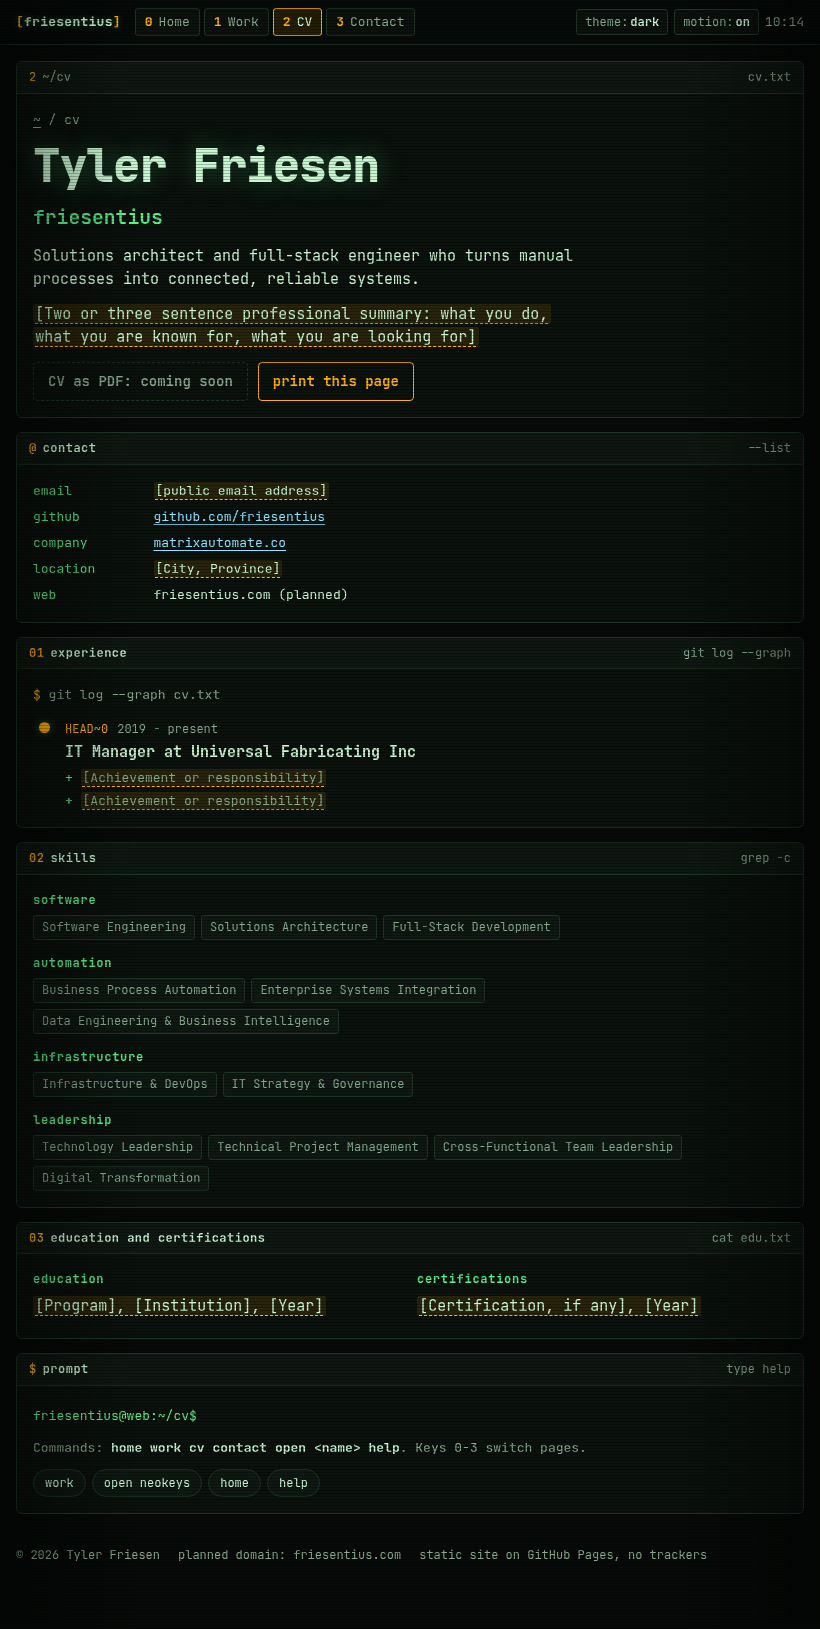 [friesentius] 0 Home 1 Work 2 CV 3 Contact theme:dark motion:on 10:14
2 ~/cv cv.txt
~ / cv
Tyler Friesen
friesentius
Solutions architect and full-stack engineer who turns manual
processes into connected, reliable systems.
[Two or three sentence professional summary: what you do,
what you are known for, what you are looking for]
CV as PDF: coming soon print this page
@ contact --list
email [public email address]
github github.com/friesentius
company matrixautomate.co
location [City, Province]
web friesentius.com (planned)
01 experience git log --graph
$ git log --graph cv.txt
HEAD~0 2019 - present
IT Manager at Universal Fabricating Inc
+ [Achievement or responsibility]
+ [Achievement or responsibility]
02 skills grep -c
software
Software Engineering Solutions Architecture Full-Stack Development
automation
Business Process Automation Enterprise Systems Integration
Data Engineering & Business Intelligence
infrastructure
Infrastructure & DevOps IT Strategy & Governance
leadership
Technology Leadership Technical Project Management Cross-Functional Team Leadership
Digital Transformation
03 education and certifications cat edu.txt
education certifications
[Program], [Institution], [Year] [Certification, if any], [Year]
$ prompt type help
friesentius@web:~/cv$
Commands: home work cv contact open <name> help. Keys 0-3 switch pages.
work open neokeys home help
© 2026 Tyler Friesen planned domain: friesentius.com static site on GitHub Pages, no trackers